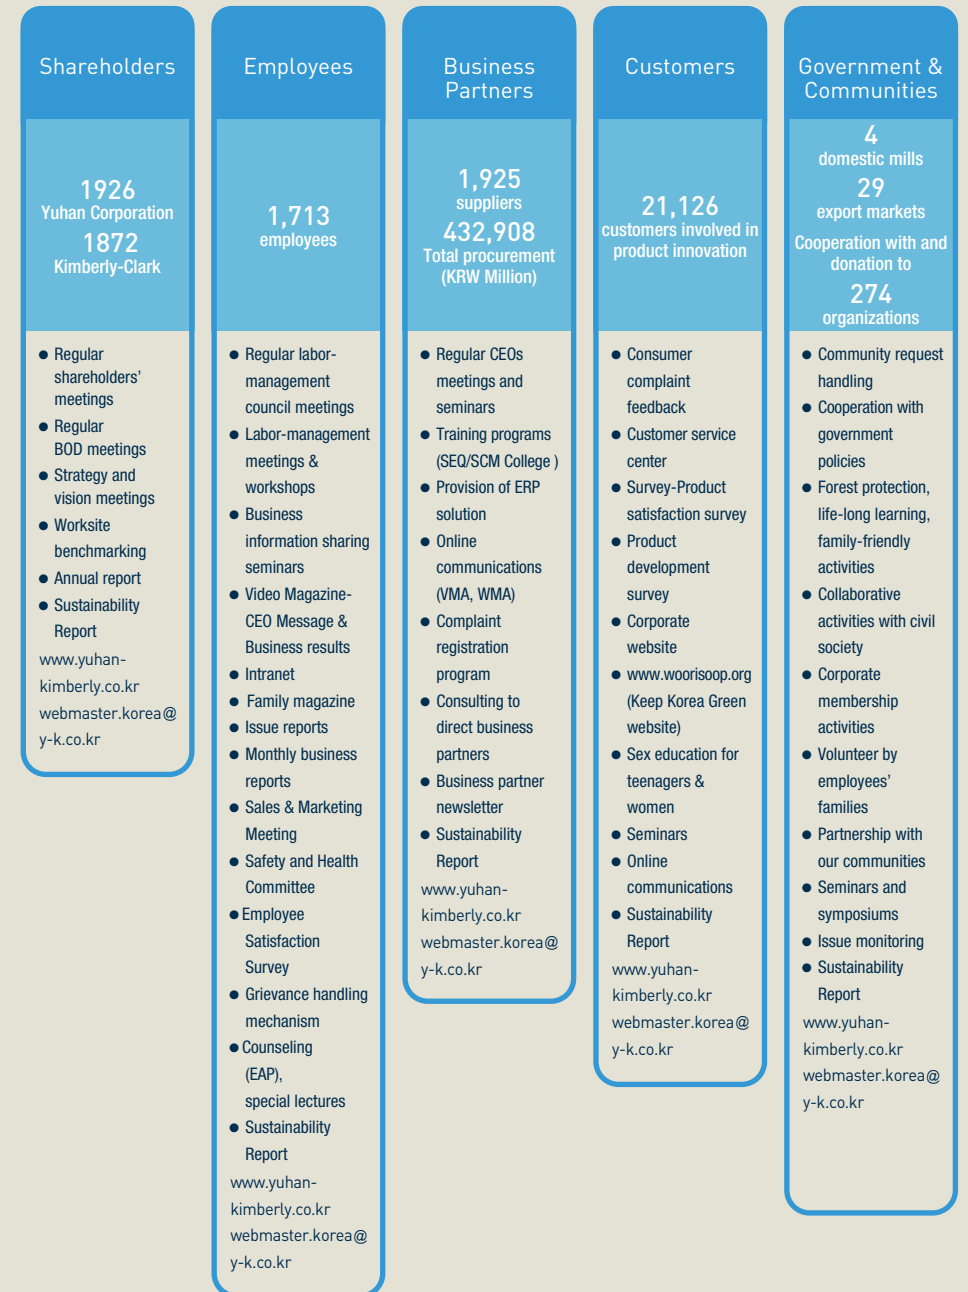 Shareholders
1926
Yuhan Corporation
1872
Kimberly-Clark
● Regular
shareholders’
meetings
● Regular
BOD meetings
● Strategy and
vision meetings
● Worksite
benchmarking
● Annual report
● Sustainability
Report
www.yuhan-
kimberly.co.kr
webmaster.korea@
y-k.co.kr
Employees
1,713
employees
● Regular labor-
management
council meetings
● Labor-management
meetings &
workshops
● Business
information sharing
seminars
● Video Magazine-
CEO Message &
Business results
● Intranet
● Family magazine
● Issue reports
● Monthly business
reports
● Sales & Marketing
Meeting
● Safety and Health
Committee
● Employee
Satisfaction
Survey
● Grievance handling
mechanism
● Counseling
(EAP),
special lectures
● Sustainability
Report
www.yuhan-
kimberly.co.kr
webmaster.korea@
y-k.co.kr
Business
Partners
1,925
suppliers
432,908
Total procurement
(KRW Million)
● Regular CEOs
meetings and
seminars
● Training programs
(SEQ/SCM College )
● Provision of ERP
solution
● Online
communications
(VMA, WMA)
● Complaint
registration
program
● Consulting to
direct business
partners
● Business partner
newsletter
● Sustainability
Report
www.yuhan-
kimberly.co.kr
webmaster.korea@
y-k.co.kr
Customers
21,126
customers involved in
product innovation
● Consumer
complaint
feedback
● Customer service
center
● Survey-Product
satisfaction survey
● Product
development
survey
● Corporate
website
● www.woorisoop.org
(Keep Korea Green
website)
● Sex education for
teenagers &
women
● Seminars
● Online
communications
● Sustainability
Report
www.yuhan-
kimberly.co.kr
webmaster.korea@
y-k.co.kr
Government &
Communities
4
domestic mills
29
export markets
Cooperation with and
donation to
274
organizations
● Community request
handling
● Cooperation with
government
policies
● Forest protection,
life-long learning,
family-friendly
activities
● Collaborative
activities with civil
society
● Corporate
membership
activities
● Volunteer by
employees’
families
● Partnership with
our communities
● Seminars and
symposiums
● Issue monitoring
● Sustainability
Report
www.yuhan-
kimberly.co.kr
webmaster.korea@
y-k.co.kr